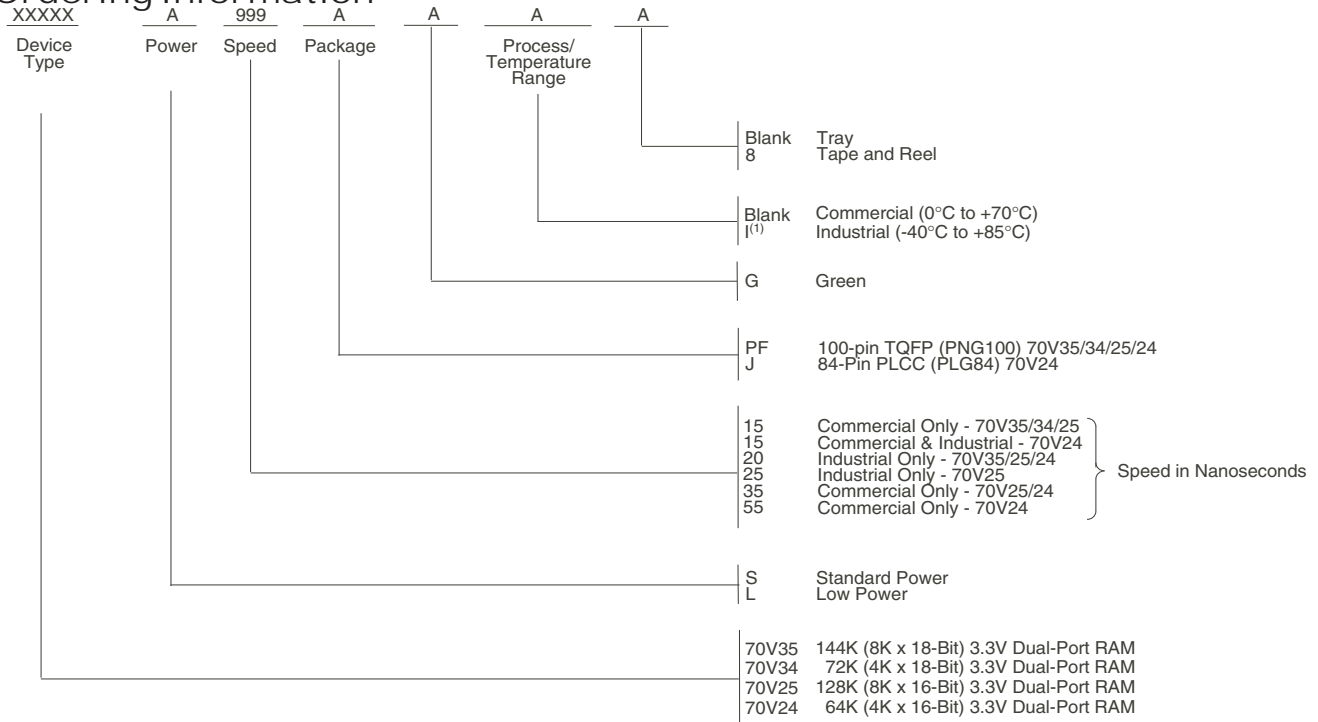 Ordering Information
XXXXX A 999 A A A A
Device Type
Power
Speed
Package
Process/ Temperature Range
Blank Tray
8 Tape and Reel
Blank Commercial (0°C to +70°C)
I(1) Industrial (-40°C to +85°C)
G Green
PF 100-pin TQFP (PNG100) 70V35/34/25/24
J 84-Pin PLCC (PLG84) 70V24
15 Commercial Only - 70V35/34/25
15 Commercial & Industrial - 70V24
20 Industrial Only - 70V35/25/24
25 Industrial Only - 70V25
35 Commercial Only - 70V25/24
55 Commercial Only - 70V24
Speed in Nanoseconds
S Standard Power
L Low Power
70V35 144K (8K x 18-Bit) 3.3V Dual-Port RAM
70V34 72K (4K x 18-Bit) 3.3V Dual-Port RAM
70V25 128K (8K x 16-Bit) 3.3V Dual-Port RAM
70V24 64K (4K x 16-Bit) 3.3V Dual-Port RAM